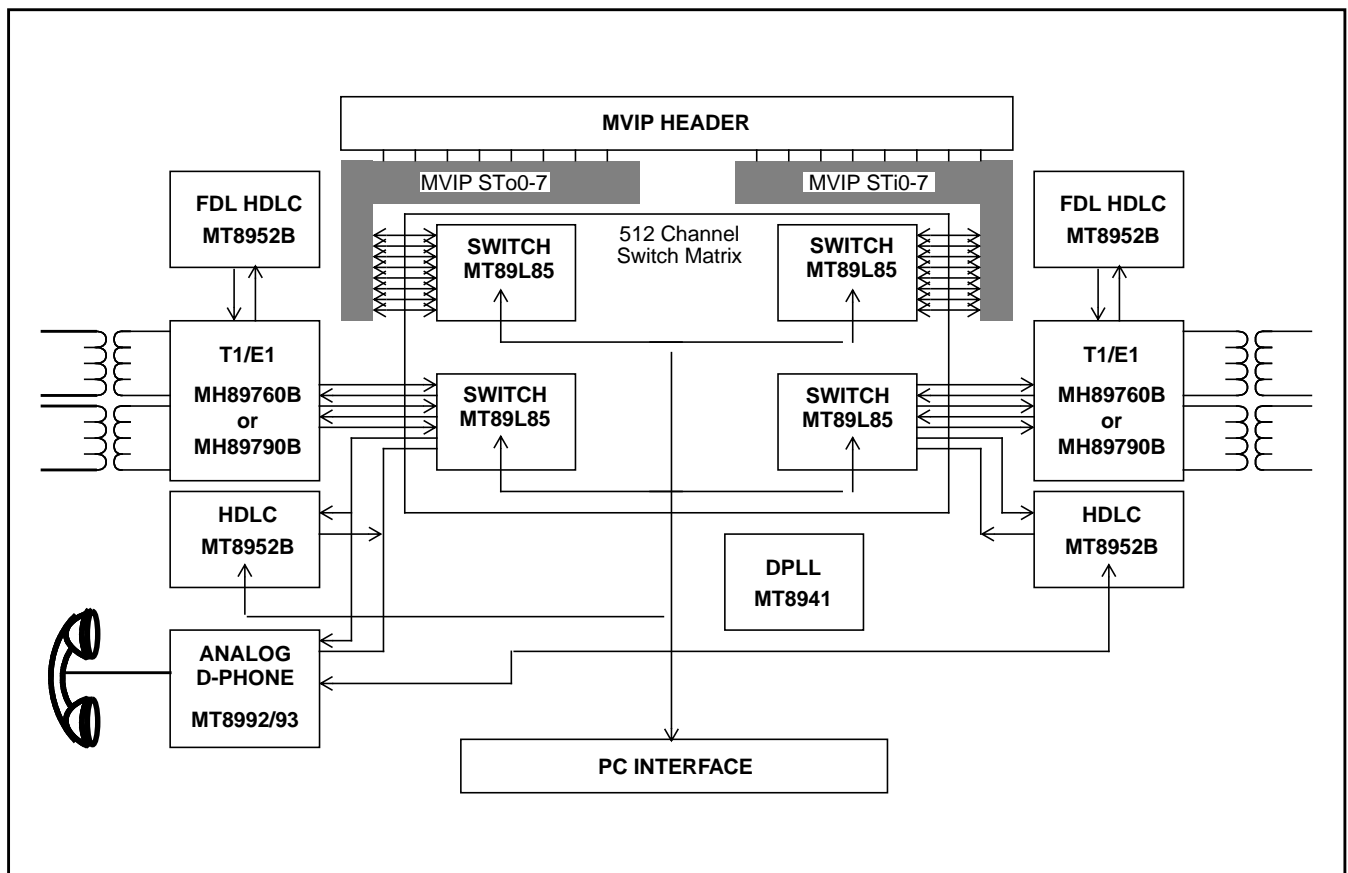 MVIP HEADER
MVIP STo0-7
MVIP STi0-7
FDL HDLC
MT8952B
SWITCH
MT89L85
512 Channel
Switch Matrix
SWITCH
MT89L85
FDL HDLC
MT8952B
T1/E1
MH89760B
or
MH89790B
SWITCH
MT89L85
SWITCH
MT89L85
T1/E1
MH89760B
or
MH89790B
HDLC
MT8952B
DPLL
MT8941
HDLC
MT8952B
ANALOG
D-PHONE
MT8992/93
PC INTERFACE